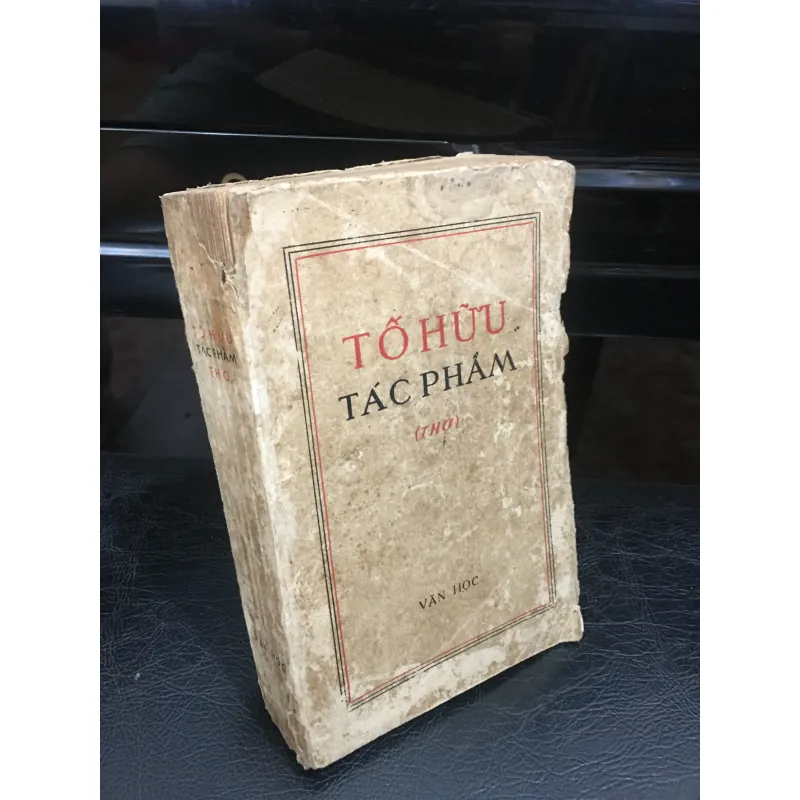 TỐ HỮU
TÁC PHẨM
(THƠ)
VĂN HỌC
TỐ HỮU
TÁC PHẨM
THƠ